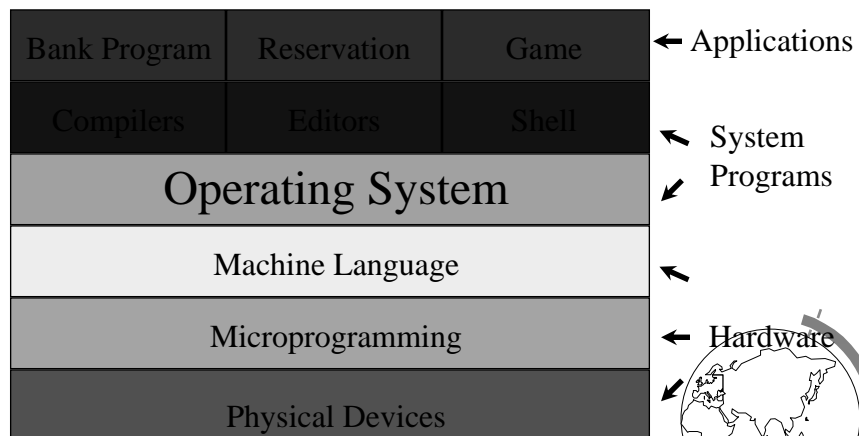 Bank Program Reservation Game Applications
Compilers Editors Shell System
Operating System Programs
Machine Language
Microprogramming Hardware
Physical Devices